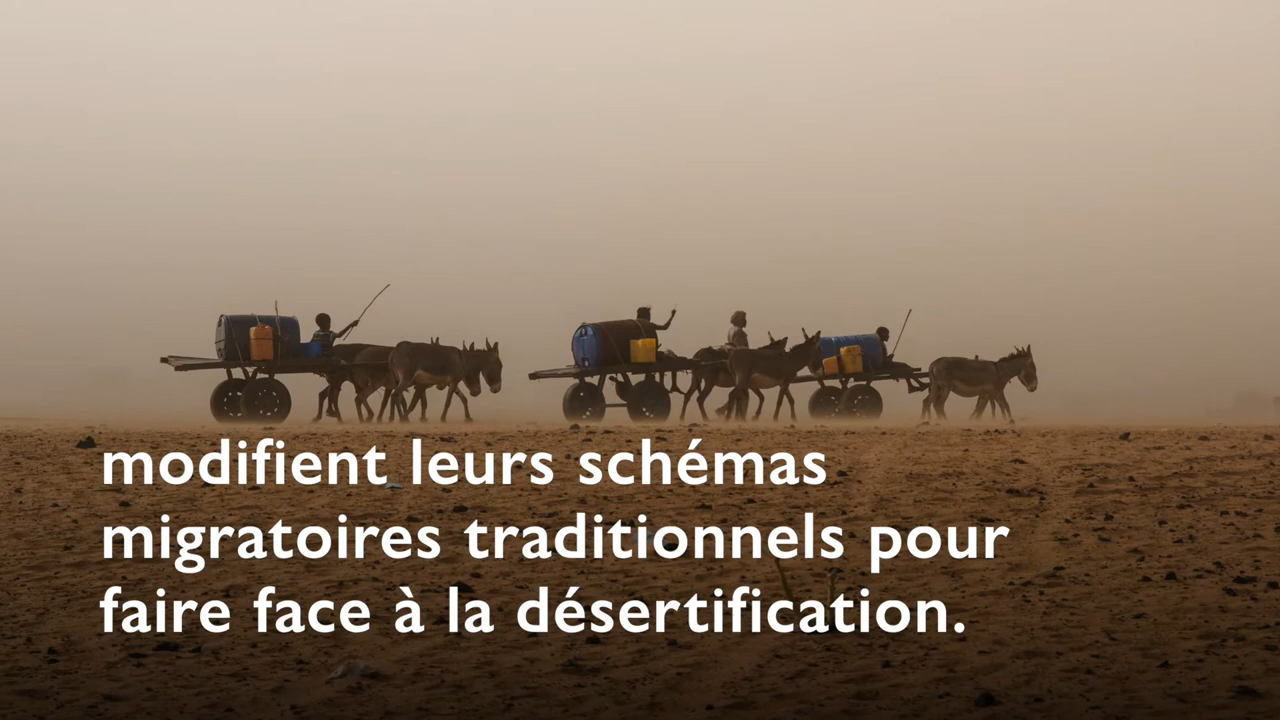 modifient leurs schémas
migratoires traditionnels pour
faire face à la désertification.